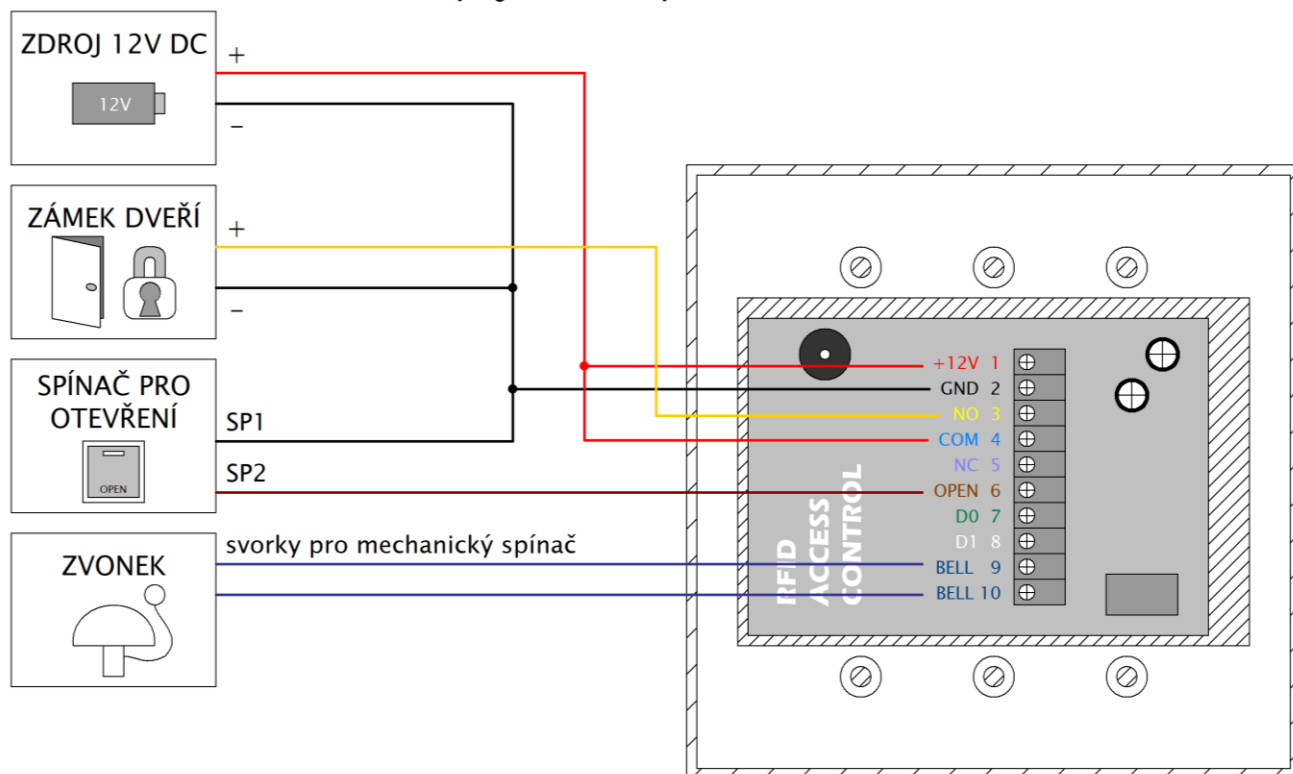 ZDROJ 12V DC
+
12V
–
ZÁMEK DVEŘÍ
+
–
SPÍNAČ PRO
OTEVŘENÍ
SP1
OPEN
SP2
ZVONEK
svorky pro mechanický spínač
+12V 1
GND 2
NO 3
COM 4
NC 5
OPEN 6
D0 7
D1 8
BELL 9
BELL 10
RFID
ACCESS
CONTROL